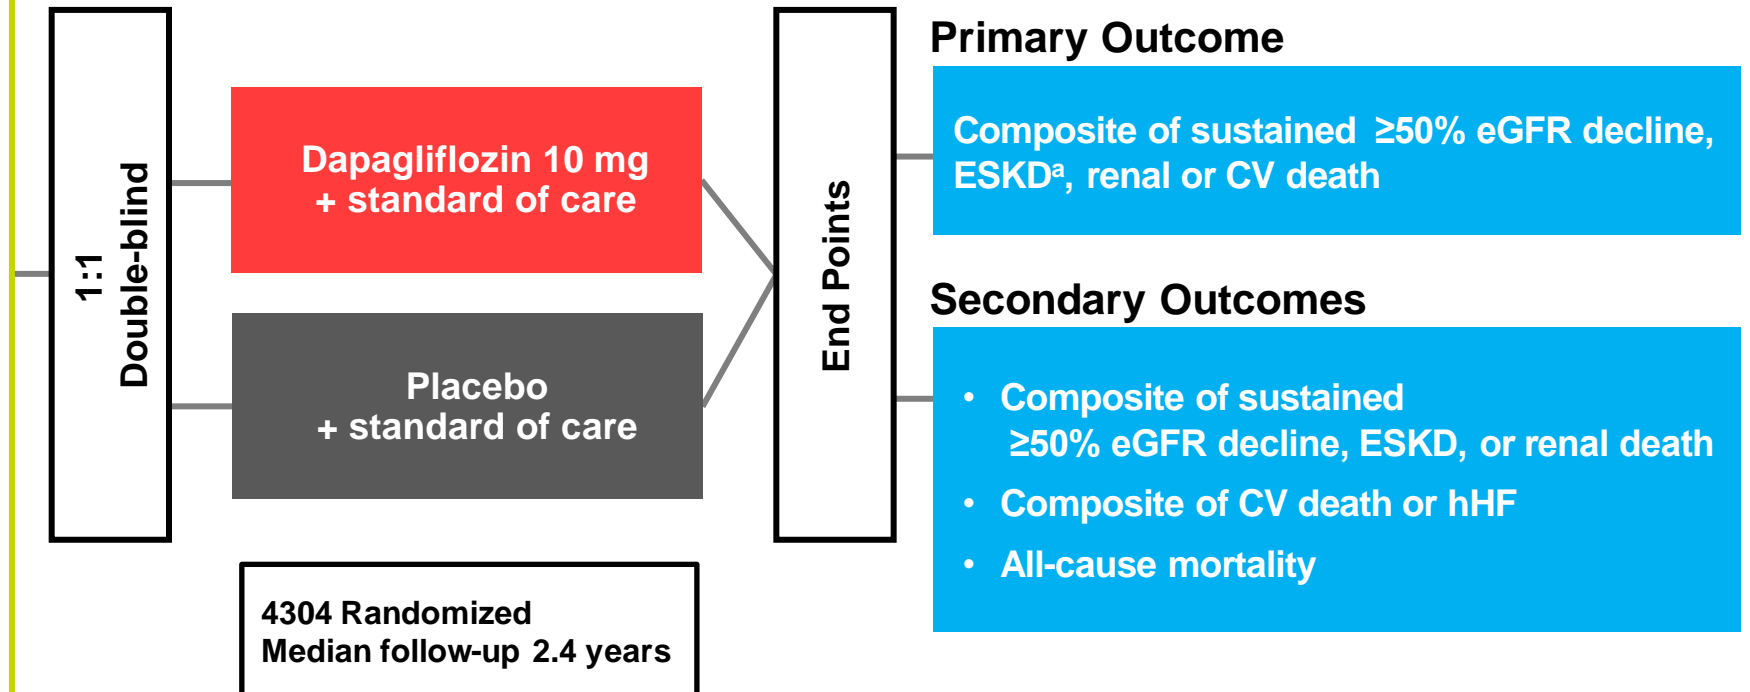 1:1
Double-blind
Dapagliflozin 10 mg
+ standard of care
Placebo
+ standard of care
4304 Randomized
Median follow-up 2.4 years
End Points
Primary Outcome
Composite of sustained ≥50% eGFR decline,
ESKDᵃ, renal or CV death
Secondary Outcomes
• Composite of sustained
≥50% eGFR decline, ESKD, or renal death
• Composite of CV death or hHF
• All-cause mortality